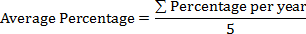 Average Percentage = ∑ Percentage per year / 5